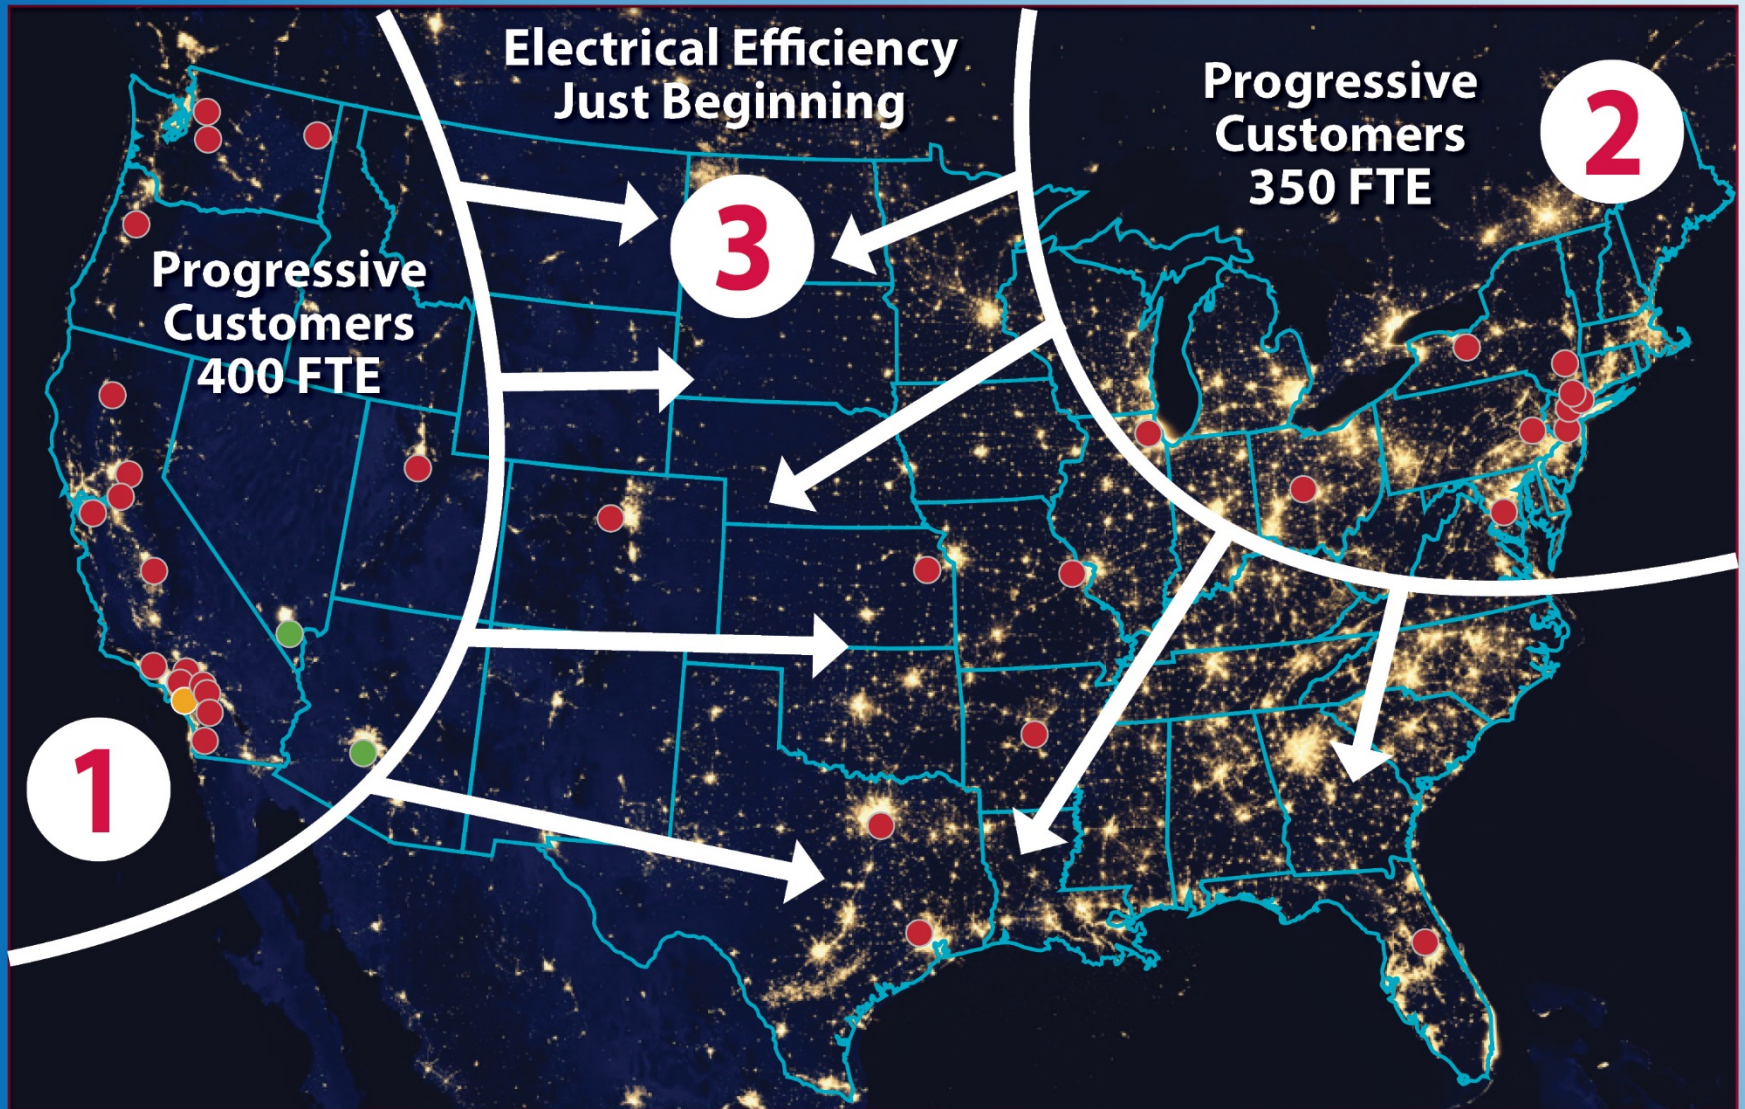 Electrical Efficiency
Just Beginning
Progressive
Customers
350 FTE
2
3
Progressive
Customers
400 FTE
1